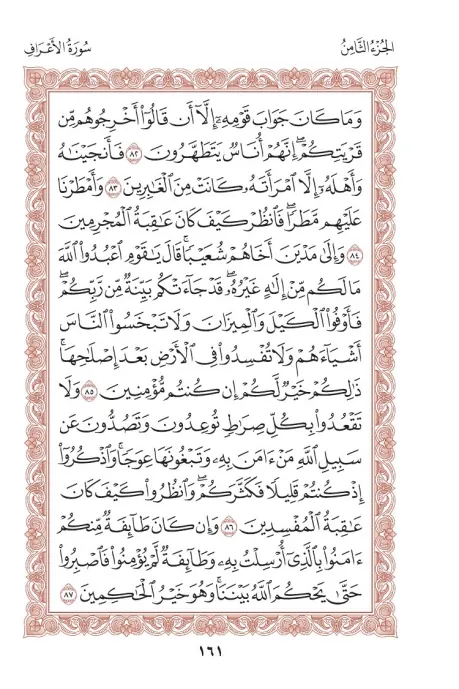 الجُزْءُ الثَّامِنُ
سُورَةُ الأَعْرَافِ
وَمَا كَانَ جَوَابَ قَوْمِهِۦٓ إِلَّآ أَن قَالُوٓا۟ أَخْرِجُوهُم مِّن
قَرْيَتِكُمْ ۖ إِنَّهُمْ أُنَاسٌ يَتَطَهَّرُونَ ٨٢ فَأَنجَيْنَٰهُ
وَأَهْلَهُۥٓ إِلَّا ٱمْرَأَتَهُۥ كَانَتْ مِنَ ٱلْغَٰبِرِينَ ٨٣ وَأَمْطَرْنَا
عَلَيْهِم مَّطَرًا ۖ فَٱنظُرْ كَيْفَ كَانَ عَٰقِبَةُ ٱلْمُجْرِمِينَ
٨٤ وَإِلَىٰ مَدْيَنَ أَخَاهُمْ شُعَيْبًا ۚ قَالَ يَٰقَوْمِ ٱعْبُدُوا۟ ٱللَّهَ
مَا لَكُم مِّنْ إِلَٰهٍ غَيْرُهُۥ ۖ قَدْ جَآءَتْكُم بَيِّنَةٌ مِّن رَّبِّكُمْ ۖ
فَأَوْفُوا۟ ٱلْكَيْلَ وَٱلْمِيزَانَ وَلَا تَبْخَسُوا۟ ٱلنَّاسَ
أَشْيَآءَهُمْ وَلَا تُفْسِدُوا۟ فِى ٱلْأَرْضِ بَعْدَ إِصْلَٰحِهَا ۚ
ذَٰلِكُمْ خَيْرٌ لَّكُمْ إِن كُنتُم مُّؤْمِنِينَ ٨٥ وَلَا
تَقْعُدُوا۟ بِكُلِّ صِرَٰطٍ تُوعِدُونَ وَتَصُدُّونَ عَن
سَبِيلِ ٱللَّهِ مَنْ ءَامَنَ بِهِۦ وَتَبْغُونَهَا عِوَجًا ۚ وَٱذْكُرُوٓا۟
إِذْ كُنتُمْ قَلِيلًا فَكَثَّرَكُمْ ۖ وَٱنظُرُوا۟ كَيْفَ كَانَ
عَٰقِبَةُ ٱلْمُفْسِدِينَ ٨٦ وَإِن كَانَ طَآئِفَةٌ مِّنكُمْ
ءَامَنُوا۟ بِٱلَّذِىٓ أُرْسِلْتُ بِهِۦ وَطَآئِفَةٌ لَّمْ يُؤْمِنُوا۟ فَٱصْبِرُوا۟
حَتَّىٰ يَحْكُمَ ٱللَّهُ بَيْنَنَا ۚ وَهُوَ خَيْرُ ٱلْحَٰكِمِينَ ٨٧
١٦١